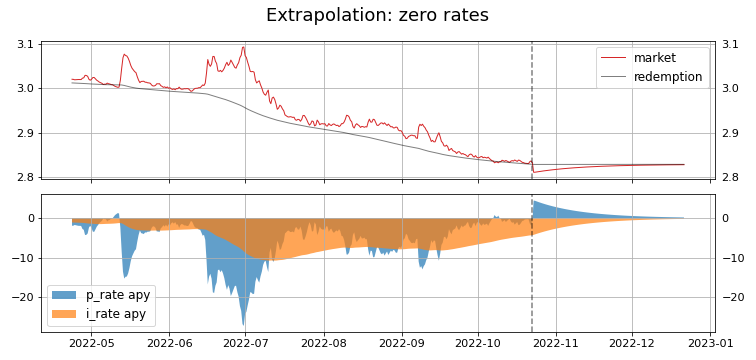 Extrapolation: zero rates
3.1
3.0
2.9
2.8
3.1
3.0
2.9
2.8
market
redemption
0
−10
−20
0
−10
−20
p_rate apy
i_rate apy
2022-05 2022-06 2022-07 2022-08 2022-09 2022-10 2022-11 2022-12 2023-01